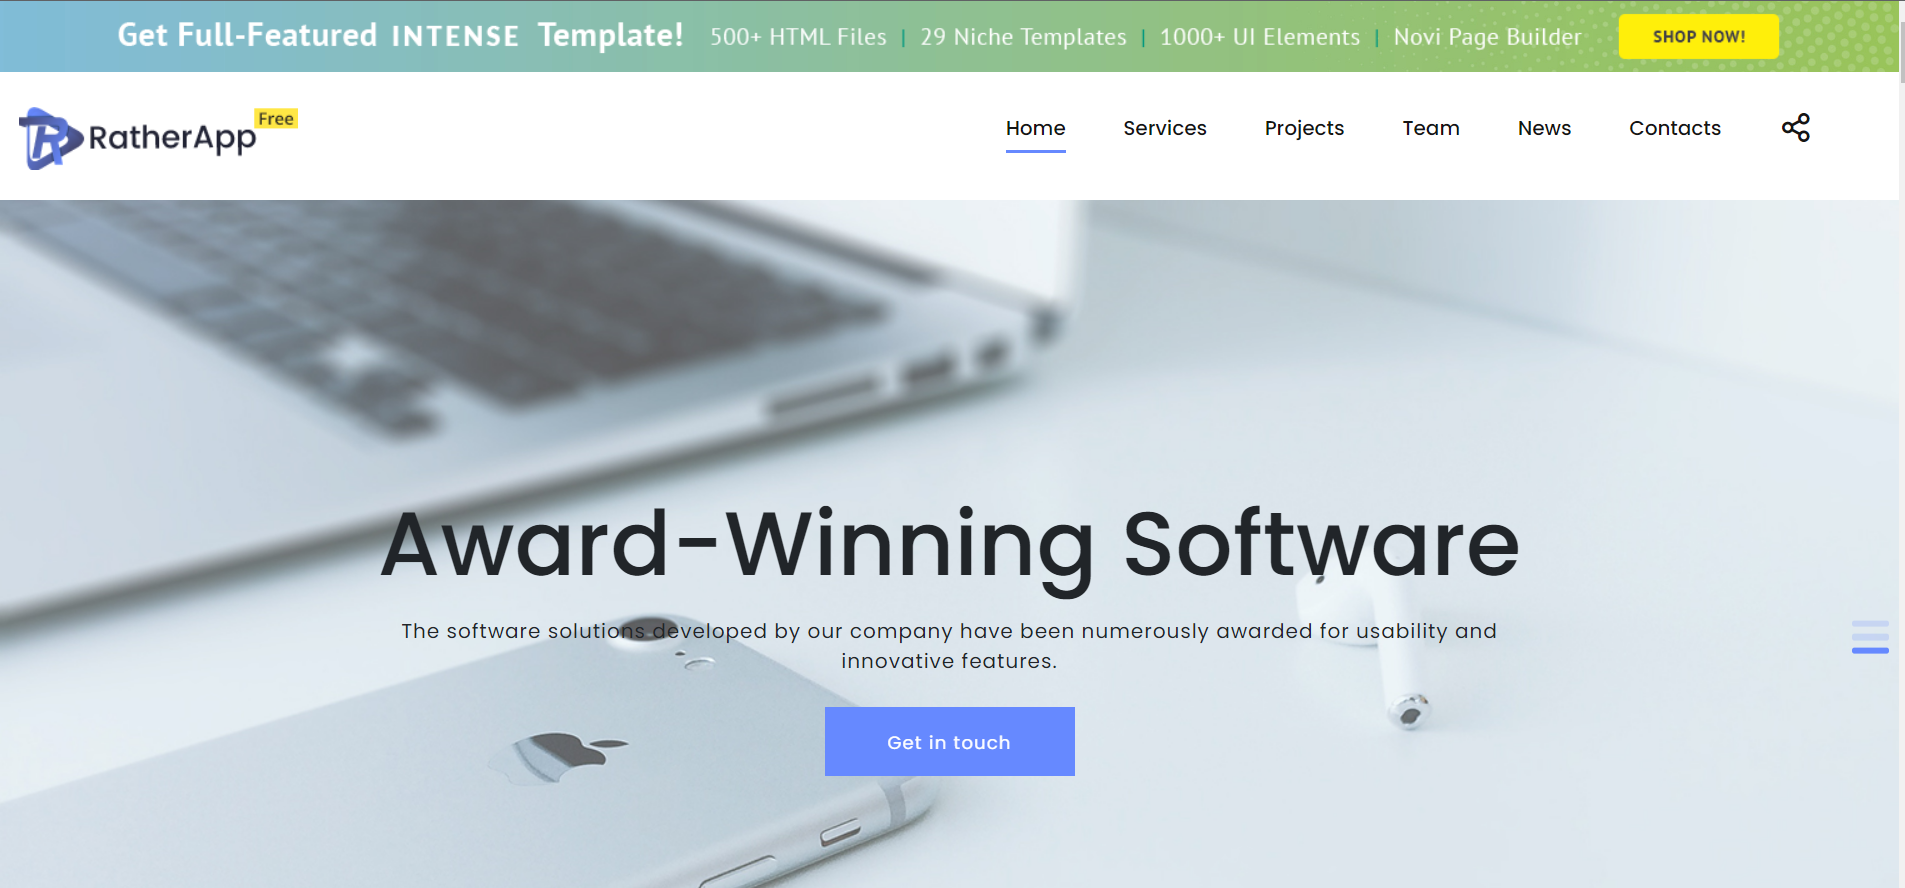 Get Full-Featured INTENSE Template! 500+ HTML Files | 29 Niche Templates | 1000+ UI Elements | Novi Page Builder SHOP NOW!
RatherApp Free
Home Services Projects Team News Contacts
Award-Winning Software
The software solutions developed by our company have been numerously awarded for usability and
innovative features.
Get in touch